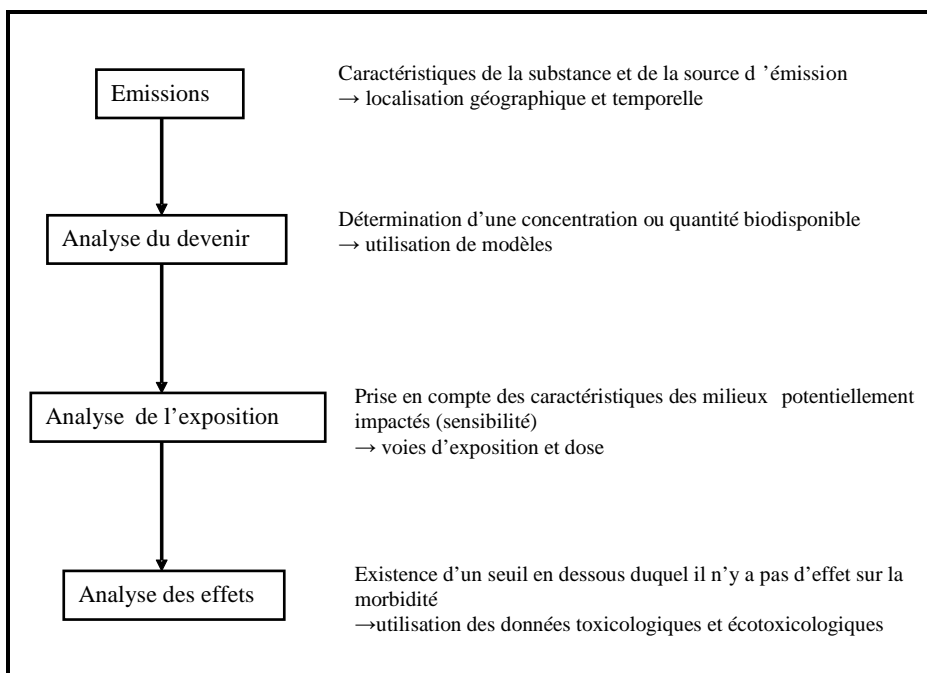 Emissions
Caractéristiques de la substance et de la source d ’émission
→ localisation géographique et temporelle
Analyse du devenir
Détermination d’une concentration ou quantité biodisponible
→ utilisation de modèles
Analyse de l’exposition
Prise en compte des caractéristiques des milieux potentiellement
impactés (sensibilité)
→ voies d’exposition et dose
Analyse des effets
Existence d’un seuil en dessous duquel il n’y a pas d’effet sur la
morbidité
→utilisation des données toxicologiques et écotoxicologiques